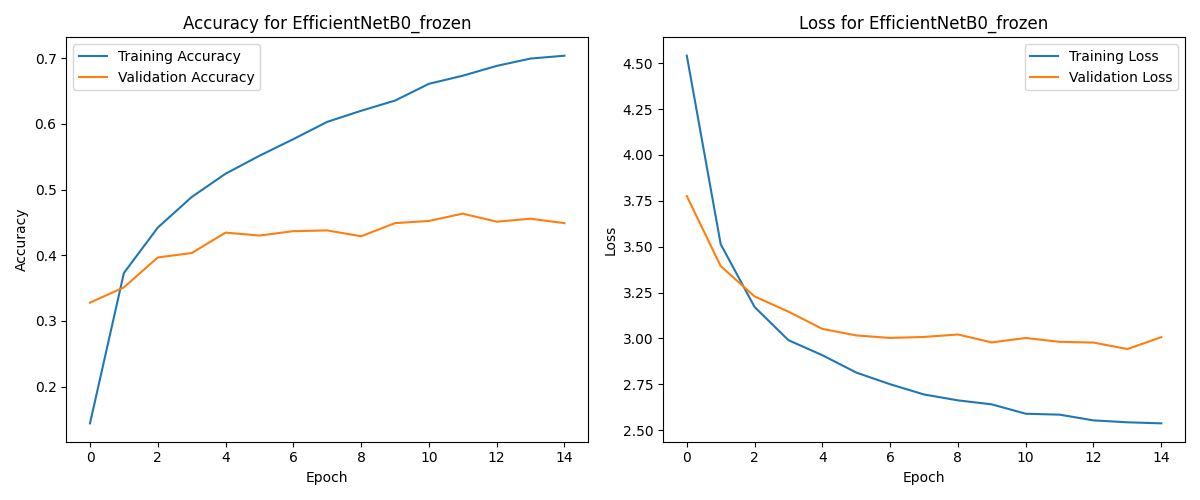 Accuracy for EfficientNetB0_frozen
Training Accuracy
Validation Accuracy
Accuracy
0.7
0.6
0.5
0.4
0.3
0.2
0 2 4 6 8 10 12 14
Epoch
Loss for EfficientNetB0_frozen
Training Loss
Validation Loss
Loss
4.50
4.25
4.00
3.75
3.50
3.25
3.00
2.75
2.50
0 2 4 6 8 10 12 14
Epoch